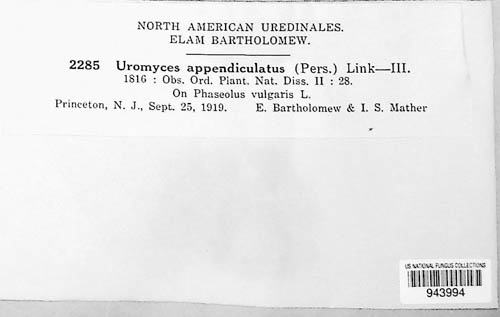 NORTH AMERICAN UREDINALES.
ELAM BARTHOLOMEW.
2285 Uromyces appendiculatus (Pers.) Link—III.
1816 : Obs. Ord. Plant. Nat. Diss. II : 28.
On Phaseolus vulgaris L.
Princeton, N. J., Sept. 25, 1919. E. Bartholomew & I. S. Mather
US NATIONAL FUNGUS COLLECTIONS
943994